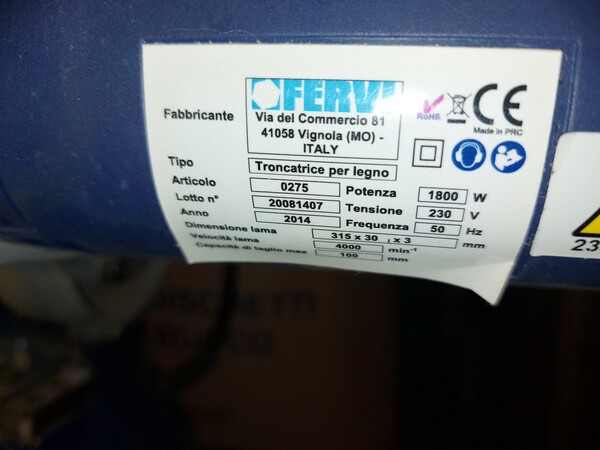 FERVI
Fabbricante
Via del Commercio 81
41058 Vignola (MO) -
ITALY
RoHS
CE
Made in PRC
Tipo Troncatrice per legno
Articolo 0275 Potenza 1800 W
Lotto n° 20081407 Tensione 230 V
Anno 2014 Frequenza 50 Hz
Dimensione lama 315 x 30 x 3 mm
Velocità lama 4000 min⁻¹
Capacità di taglio max 100 mm
23